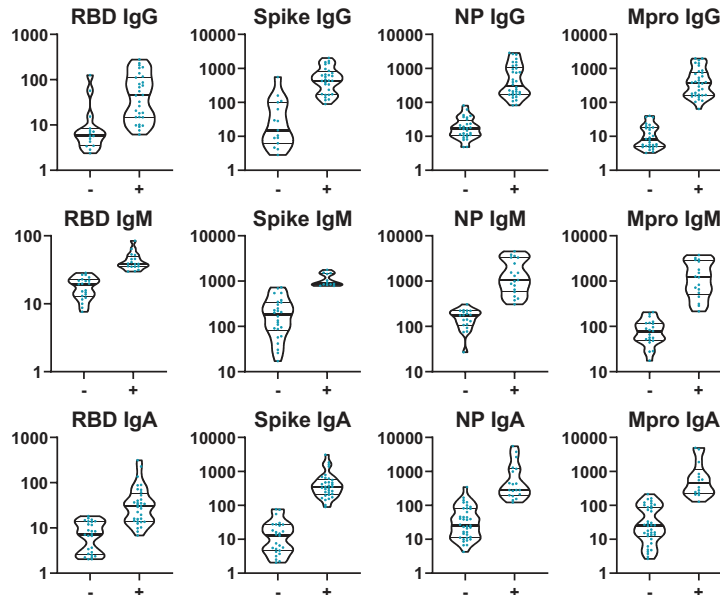 RBD IgG Spike IgG NP IgG Mpro IgG
1000 10000 10000 10000
1000 1000 1000
100 100 100 100
10 10 10 10
1 1 1 1
- + - + - + - +
RBD IgM Spike IgM NP IgM Mpro IgM
100 10000 10000 10000
1000 1000 1000
10 100 100 100
1 10 10 10
- + - + - + - +
RBD IgA Spike IgA NP IgA Mpro IgA
1000 10000 10000 10000
1000 1000 1000
100 100 100 100
10 10 10 10
1 1 1 1
- + - + - + - +